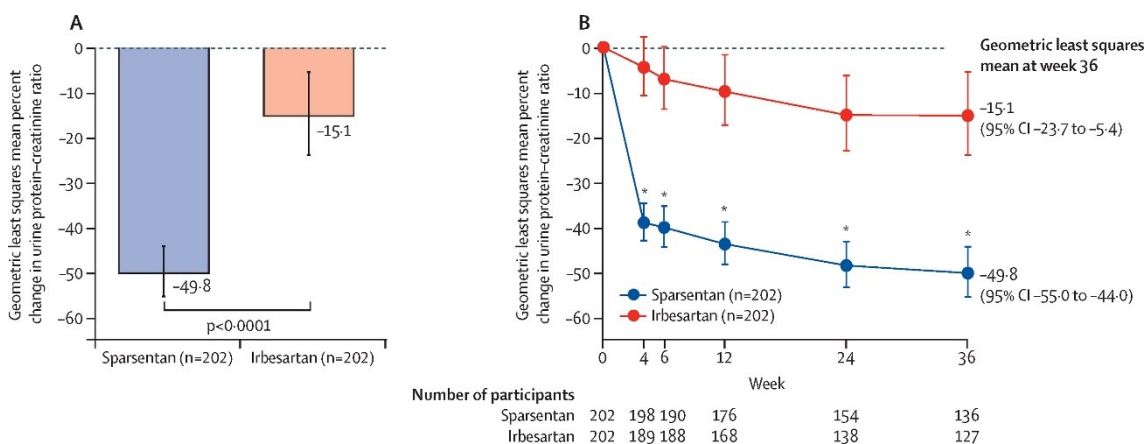 A
Geometric least squares mean percent
change in urine protein–creatinine ratio
0
−10
−20
−30
−40
−50
−60
−15·1
−49·8
p<0·0001
Sparsentan (n=202)
Irbesartan (n=202)
B
Geometric least squares mean percent
change in urine protein–creatinine ratio
0
−10
−20
−30
−40
−50
−60
Geometric least squares
mean at week 36
−15·1
(95% CI −23·7 to −5·4)
* * * * *
−49·8
(95% CI −55·0 to −44·0)
Sparsentan (n=202)
Irbesartan (n=202)
0 4 6 12 24 36
Week
Number of participants
Sparsentan 202 198 190 176 154 136
Irbesartan 202 189 188 168 138 127